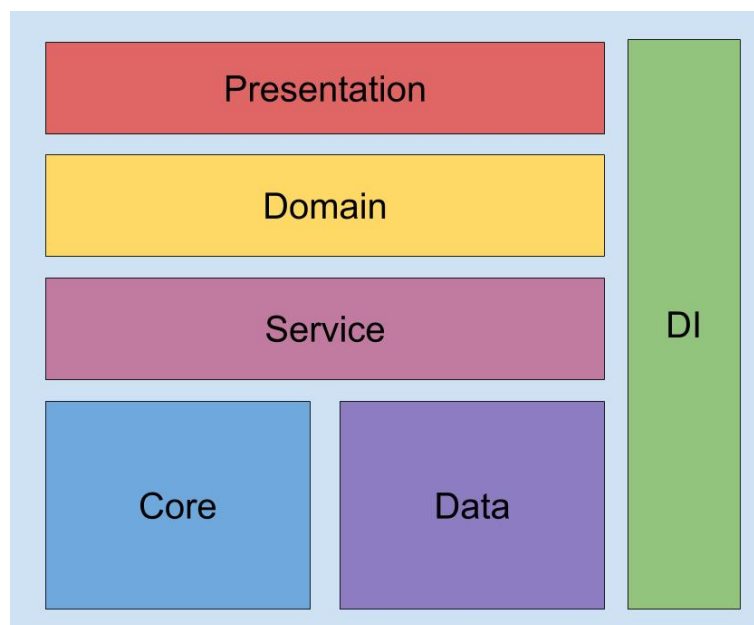 Presentation
Domain
Service
DI
Core
Data